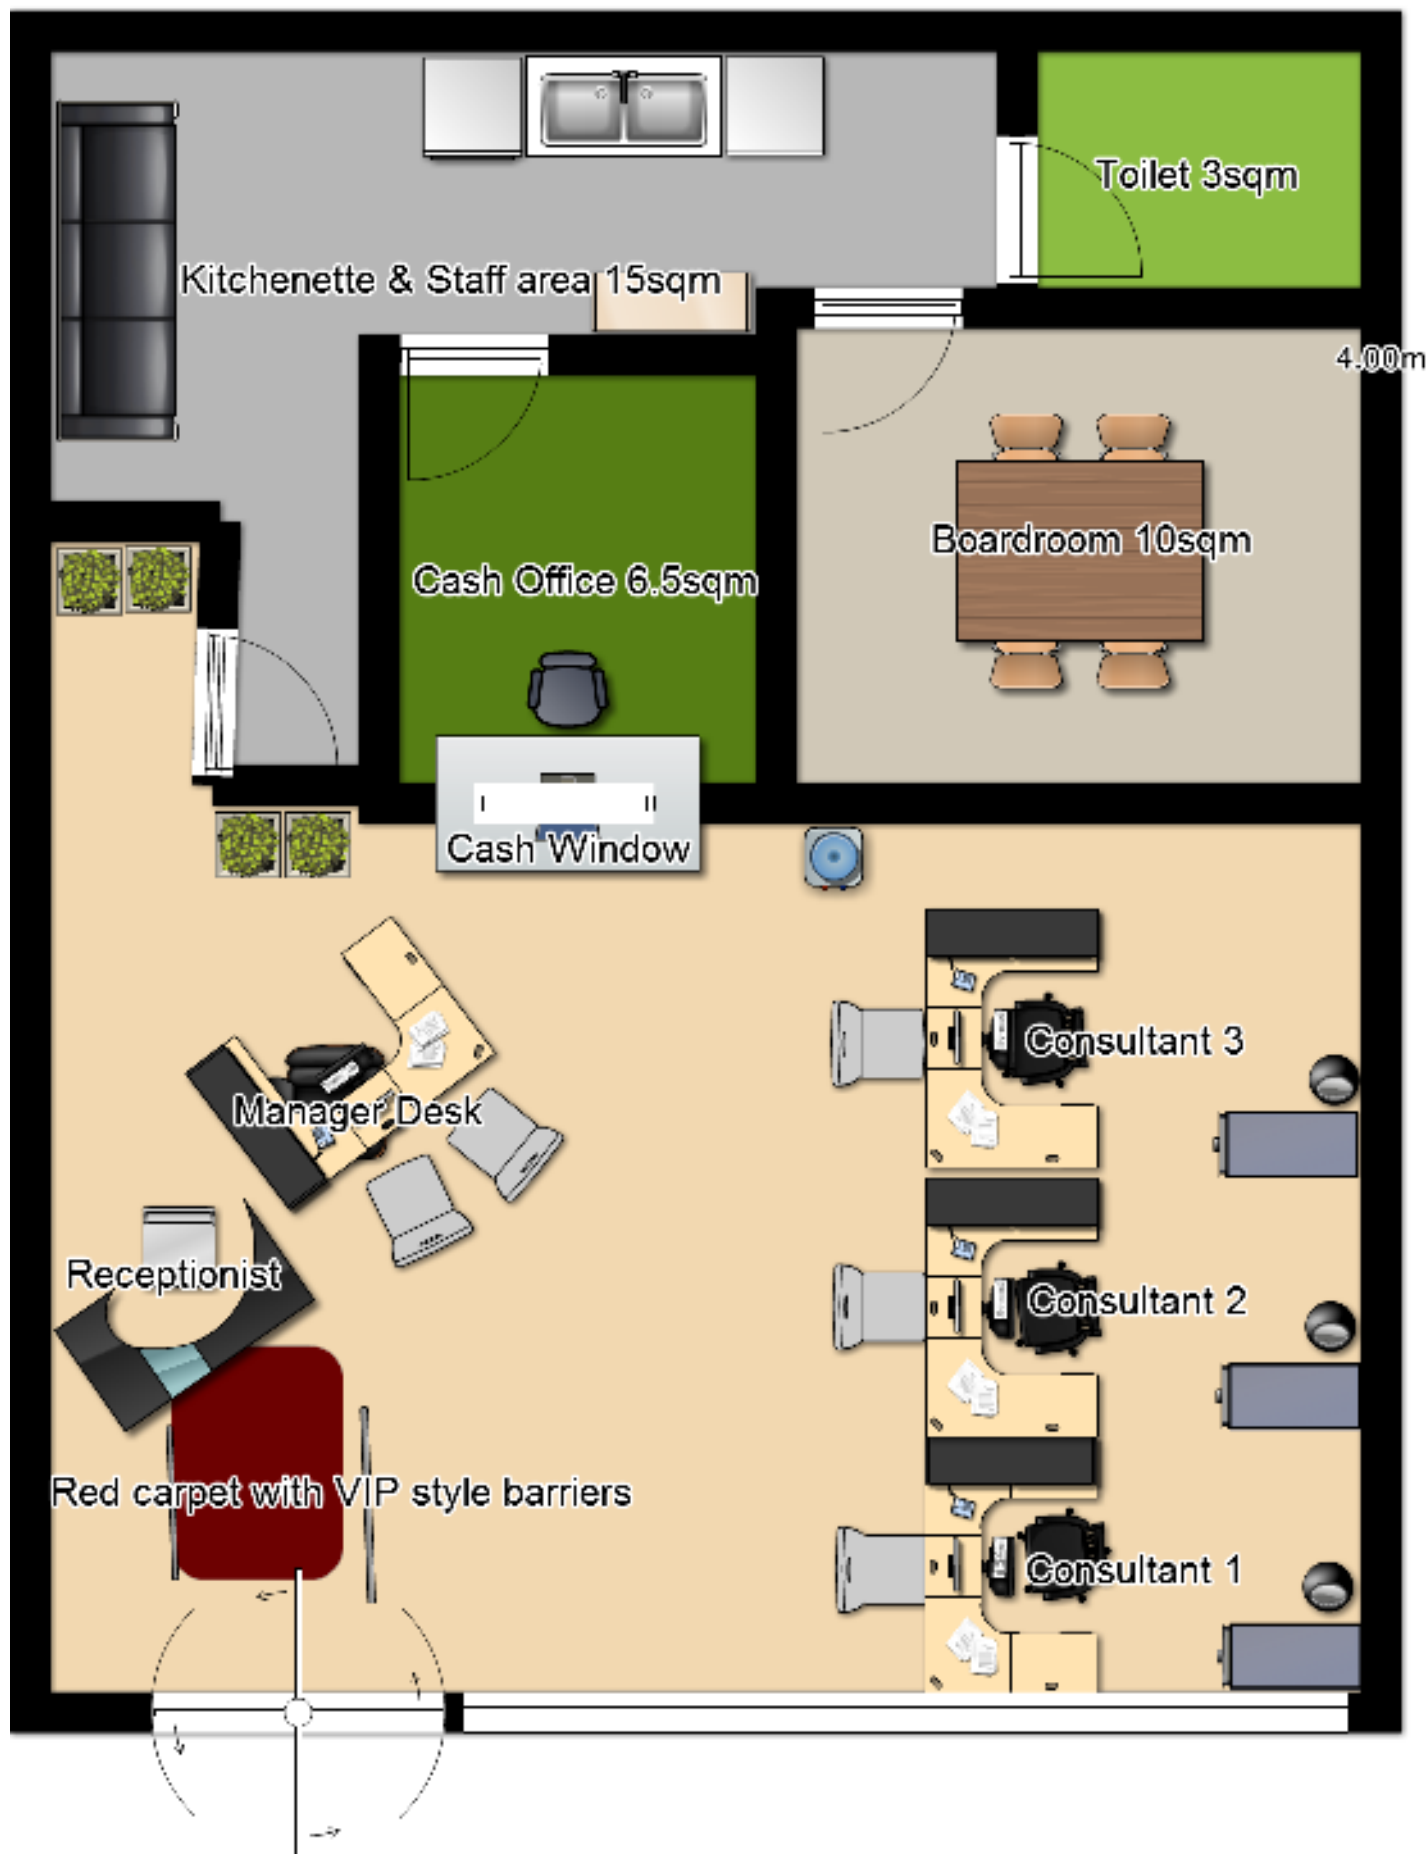 Toilet 3sqm
Kitchenette & Staff area 15sqm
4.00m
Boardroom 10sqm
Cash Office 6.5sqm
Cash Window
Consultant 3
Manager Desk
Receptionist
Consultant 2
Red carpet with VIP style barriers
Consultant 1